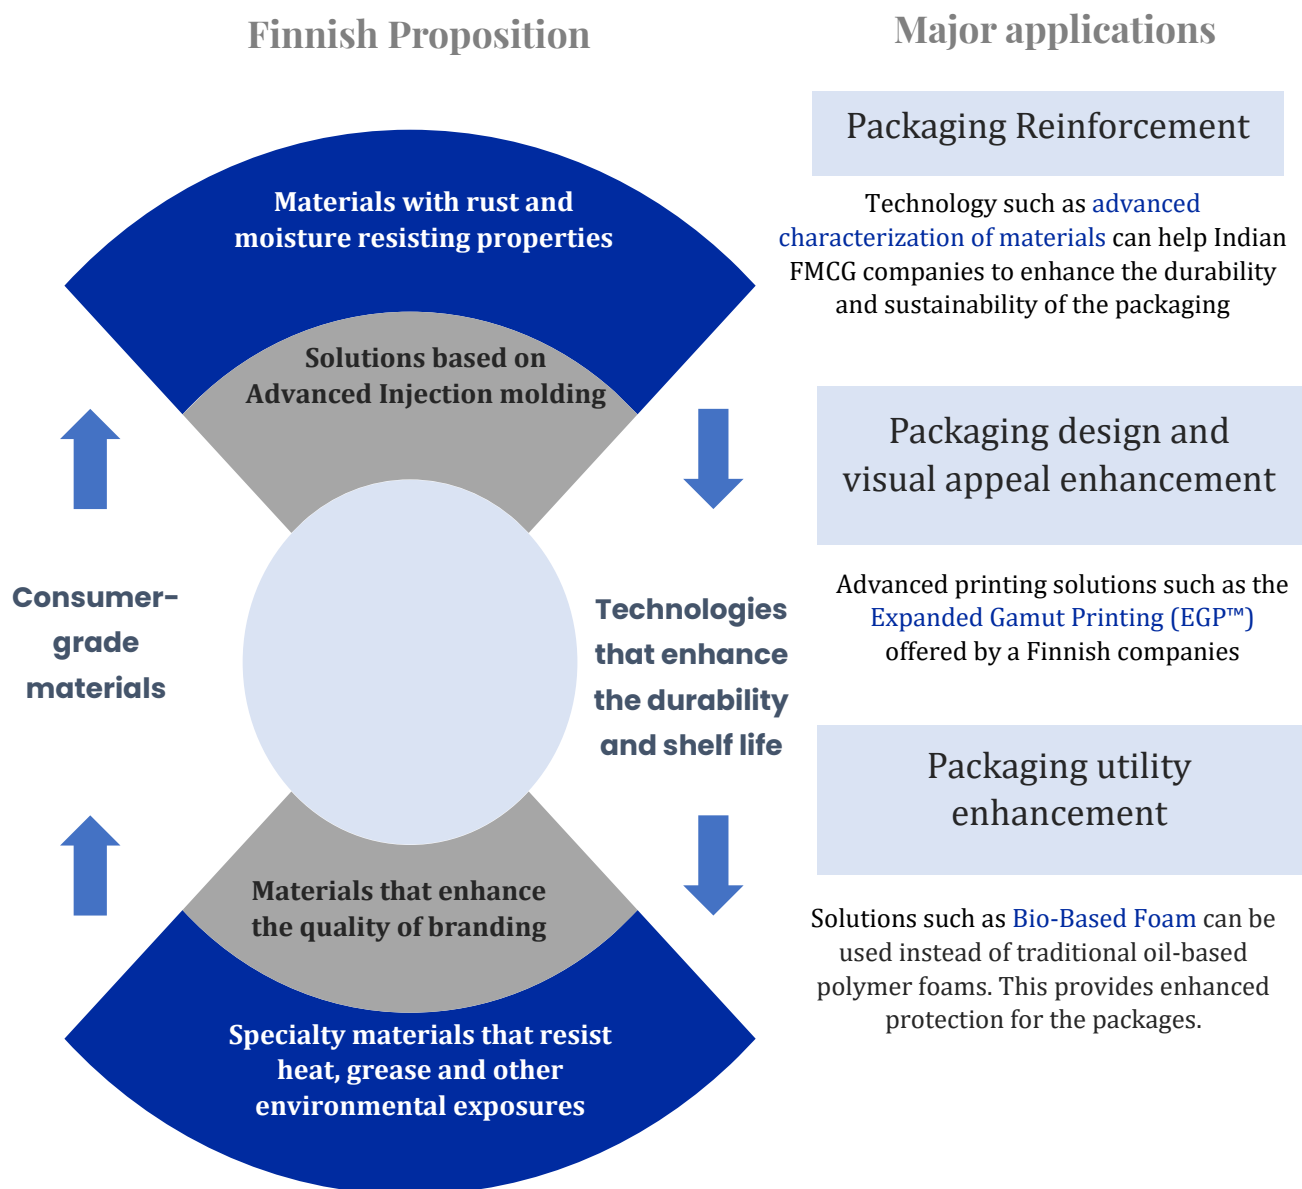 Finnish Proposition
Materials with rust and
moisture resisting properties
Solutions based on
Advanced Injection molding
Consumer-
grade
materials
Technologies
that enhance
the durability
and shelf life
Materials that enhance
the quality of branding
Specialty materials that resist
heat, grease and other
environmental exposures
Major applications
Packaging Reinforcement
Technology such as advanced
characterization of materials can help Indian
FMCG companies to enhance the durability
and sustainability of the packaging
Packaging design and
visual appeal enhancement
Advanced printing solutions such as the
Expanded Gamut Printing (EGP™)
offered by a Finnish companies
Packaging utility
enhancement
Solutions such as Bio-Based Foam can be
used instead of traditional oil-based
polymer foams. This provides enhanced
protection for the packages.